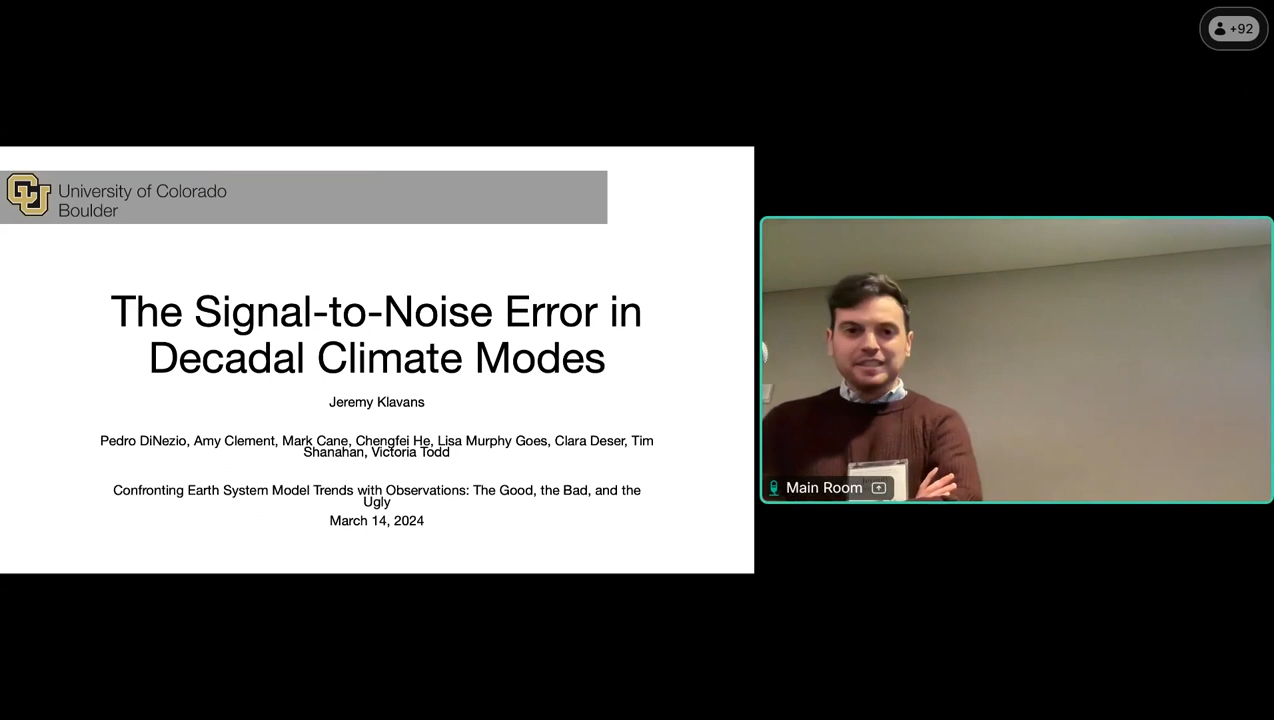 +92
University of Colorado
Boulder
The Signal-to-Noise Error in
Decadal Climate Modes
Jeremy Klavans
Pedro DiNezio, Amy Clement, Mark Cane, Chengfei He, Lisa Murphy Goes, Clara Deser, Tim
Shanahan, Victoria Todd
Confronting Earth System Model Trends with Observations: The Good, the Bad, and the
Ugly
March 14, 2024
Main Room